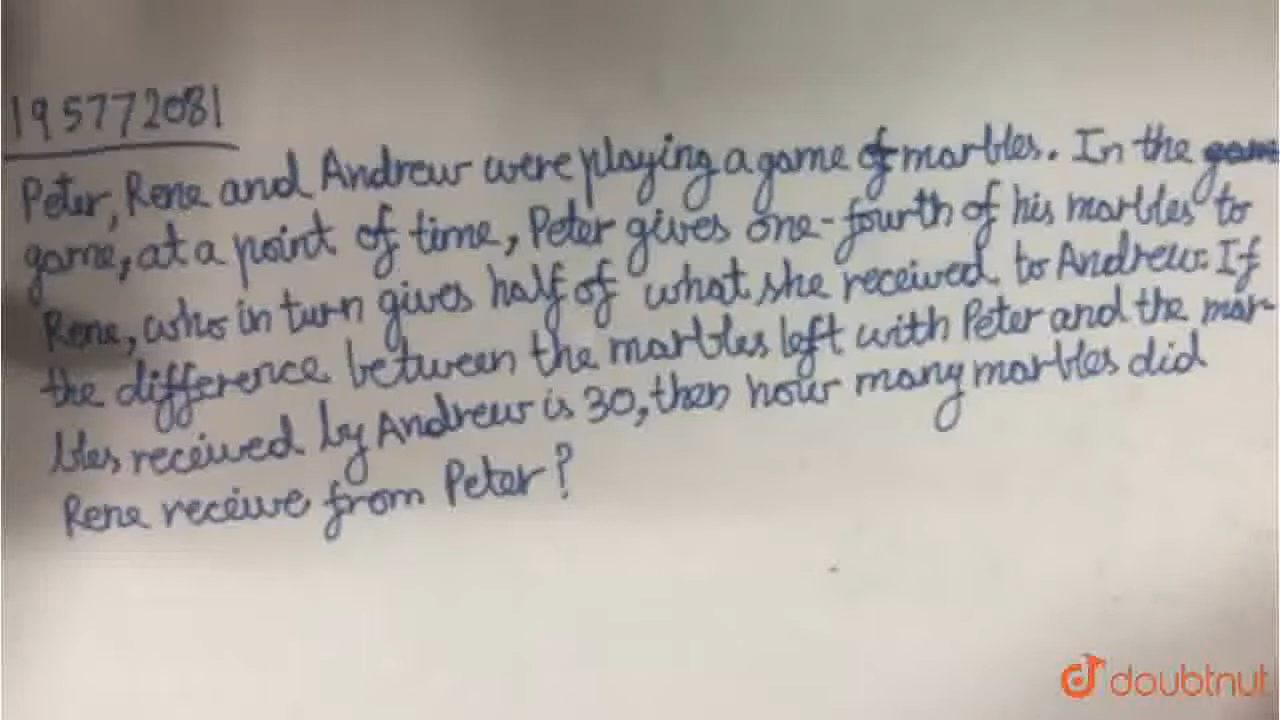 195772081
Peter, Rene and Andrew were playing a game of marbles. In the game
game, at a point of time, Peter gives one-fourth of his marbles to
Rene, who in turn gives half of what she received to Andrew. If
the difference between the marbles left with Peter and the mar-
bles received by Andrew is 30, then how many marbles did
Rene receive from Peter?
doubtnut